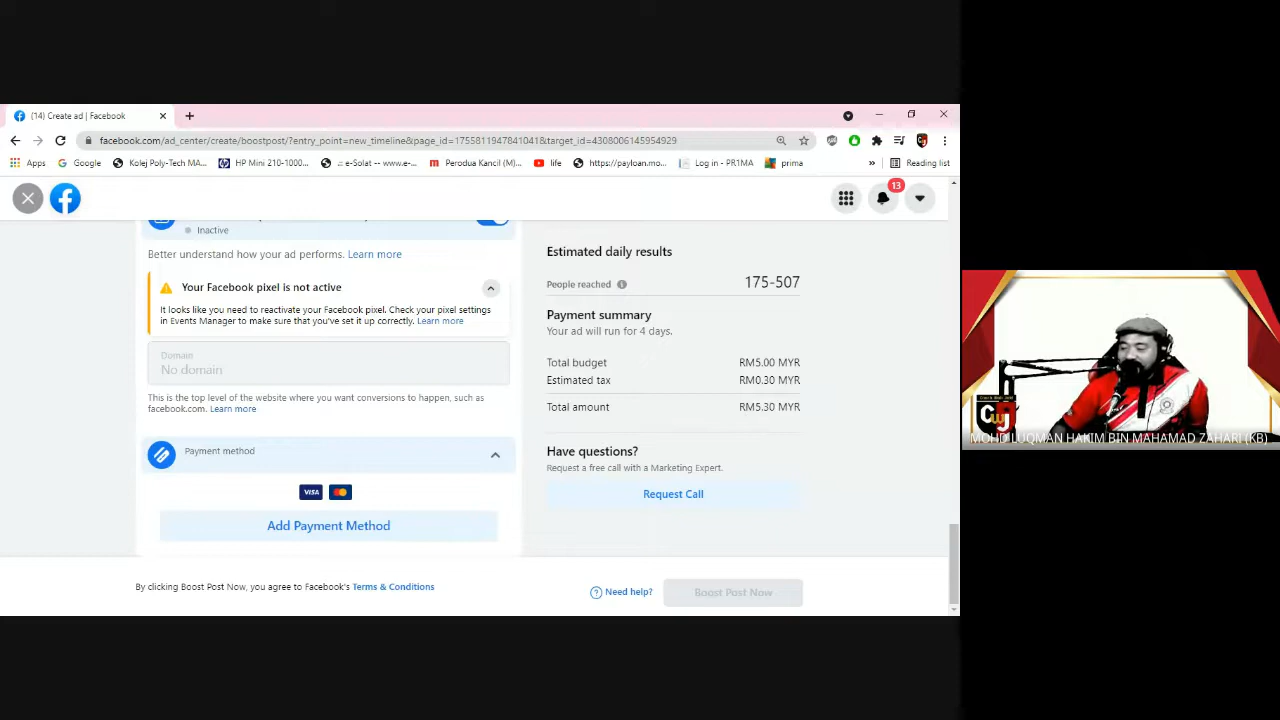 (14) Create ad | Facebook
facebook.com/ad_center/create/boostpost/?entry_point=new_timeline&page_id=1755811947841041&target_id=4308006145954929
Apps
Google
Kolej Poly-Tech MA...
HP Mini 210-1000...
.: e-Solat -- www.e-...
Perodua Kancil (M)...
life
https://payloan.mo...
Log in - PR1MA
prima
»
Reading list
13
Inactive
Better understand how your ad performs. Learn more
Your Facebook pixel is not active
It looks like you need to reactivate your Facebook pixel. Check your pixel settings
in Events Manager to make sure that you've set it up correctly. Learn more
Domain
No domain
This is the top level of the website where you want conversions to happen, such as
facebook.com. Learn more
Payment method
VISA
Add Payment Method
Estimated daily results
People reached 175-507
Payment summary
Your ad will run for 4 days.
Total budget RM5.00 MYR
Estimated tax RM0.30 MYR
Total amount RM5.30 MYR
Have questions?
Request a free call with a Marketing Expert.
Request Call
By clicking Boost Post Now, you agree to Facebook's Terms & Conditions
Need help?
Boost Post Now
CWJ
MOHD LUQMAN HAKIM BIN MAHAMAD ZAHARI (KB)